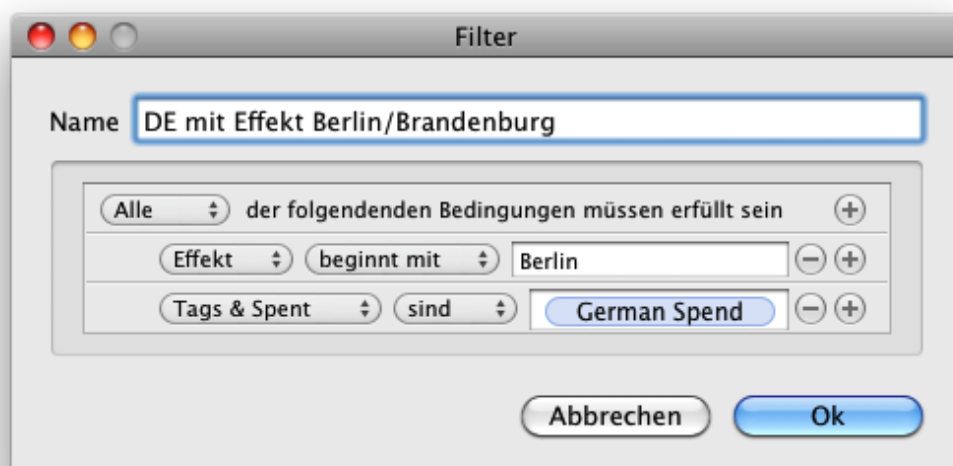 Filter
Name DE mit Effekt Berlin/Brandenburg
Alle der folgendenden Bedingungen müssen erfüllt sein
Effekt beginnt mit Berlin
Tags & Spent sind German Spend
Abbrechen Ok